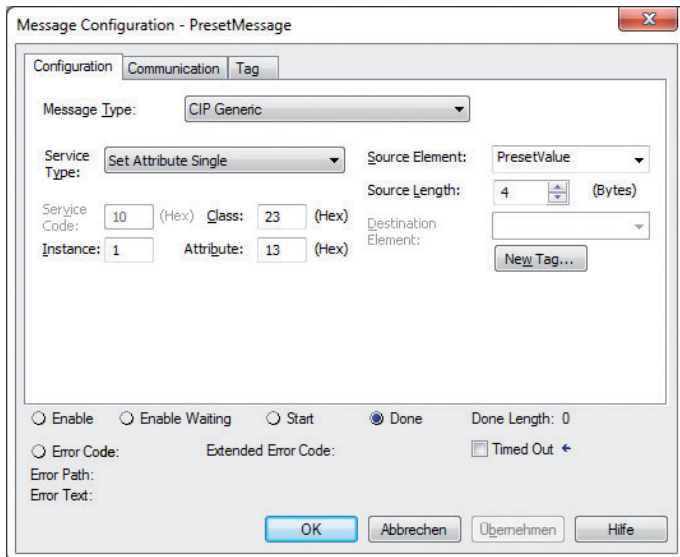 Message Configuration - PresetMessage
X
Configuration Communication Tag
Message Type: CIP Generic
Service Type: Set Attribute Single
Source Element: PresetValue
Source Length: 4 (Bytes)
Service Code: 10 (Hex) Class: 23 (Hex)
Destination Element:
Instance: 1 Attribute: 13 (Hex)
New Tag...
Enable Enable Waiting Start Done Done Length: 0
Error Code: Extended Error Code: Timed Out
Error Path:
Error Text:
OK Abbrechen Übernehmen Hilfe